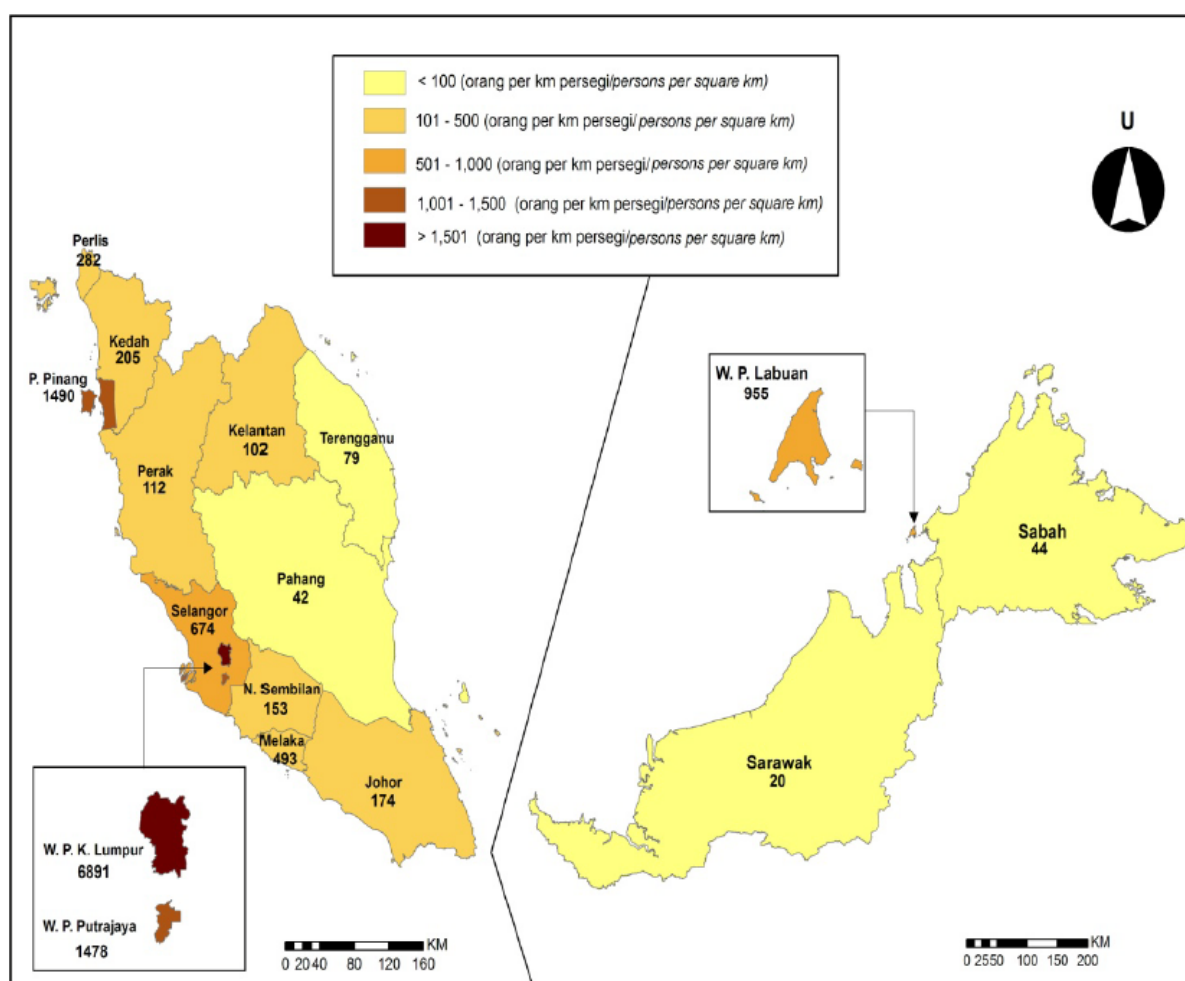 < 100 (orang per km persegi/persons per square km)
101 - 500 (orang per km persegi/persons per square km)
501 - 1,000 (orang per km persegi/persons per square km)
1,001 - 1,500 (orang per km persegi/persons per square km)
> 1,501 (orang per km persegi/persons per square km)
U
Perlis
282
Kedah
205
P. Pinang
1490
Perak
112
Kelantan
102
Terengganu
79
Pahang
42
Selangor
674
N. Sembilan
153
Melaka
493
Johor
174
W. P. K. Lumpur
6891
W. P. Putrajaya
1478
KM
0 20 40 80 120 160
W. P. Labuan
955
Sabah
44
Sarawak
20
KM
0 25 50 100 150 200